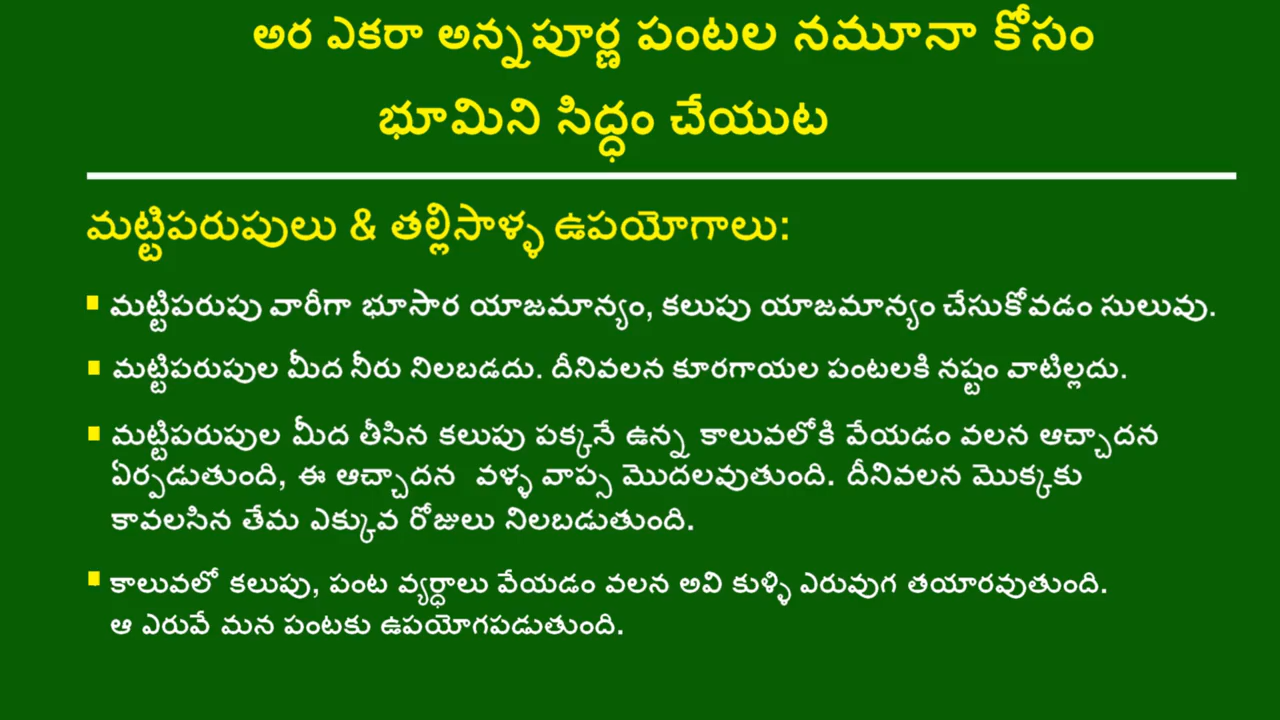 అర ఎకరా అన్నపూర్ణ పంటల నమూనా కోసం
భూమిని సిద్ధం చేయుట
మట్టిపరుపులు & తల్లిసాళ్ళ ఉపయోగాలు:
మట్టిపరుపు వారీగా భూసార యాజమాన్యం, కలుపు యాజమాన్యం చేసుకోవడం సులువు.
మట్టిపరుపుల మీద నీరు నిలబడదు. దీనివలన కూరగాయల పంటలకి నష్టం వాటిల్లదు.
మట్టిపరుపుల మీద తీసిన కలుపు పక్కనే ఉన్న కాలువలోకి వేయడం వలన ఆచ్చాదన
ఏర్పడుతుంది, ఈ ఆచ్చాదన వళ్ళ వాప్స మొదలవుతుంది. దీనివలన మొక్కకు
కావలసిన తేమ ఎక్కువ రోజులు నిలబడుతుంది.
కాలువలో కలుపు, పంట వ్యర్ధాలు వేయడం వలన అవి కుళ్ళి ఎరువుగ తయారవుతుంది.
ఆ ఎరువే మన పంటకు ఉపయోగపడుతుంది.